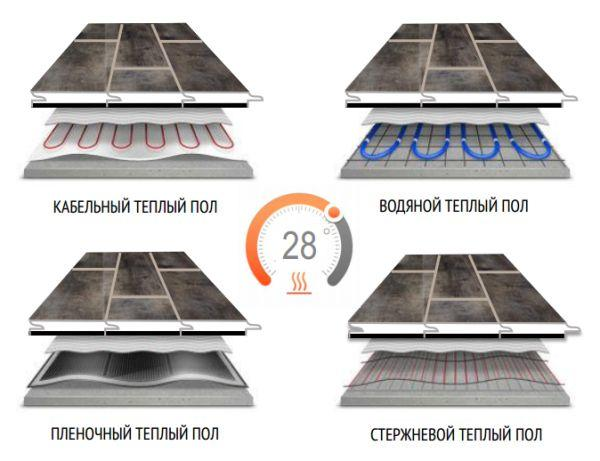 КАБЕЛЬНЫЙ ТЕПЛЫЙ ПОЛ
ВОДЯНОЙ ТЕПЛЫЙ ПОЛ
28°
ПЛЕНОЧНЫЙ ТЕПЛЫЙ ПОЛ
СТЕРЖНЕВОЙ ТЕПЛЫЙ ПОЛ